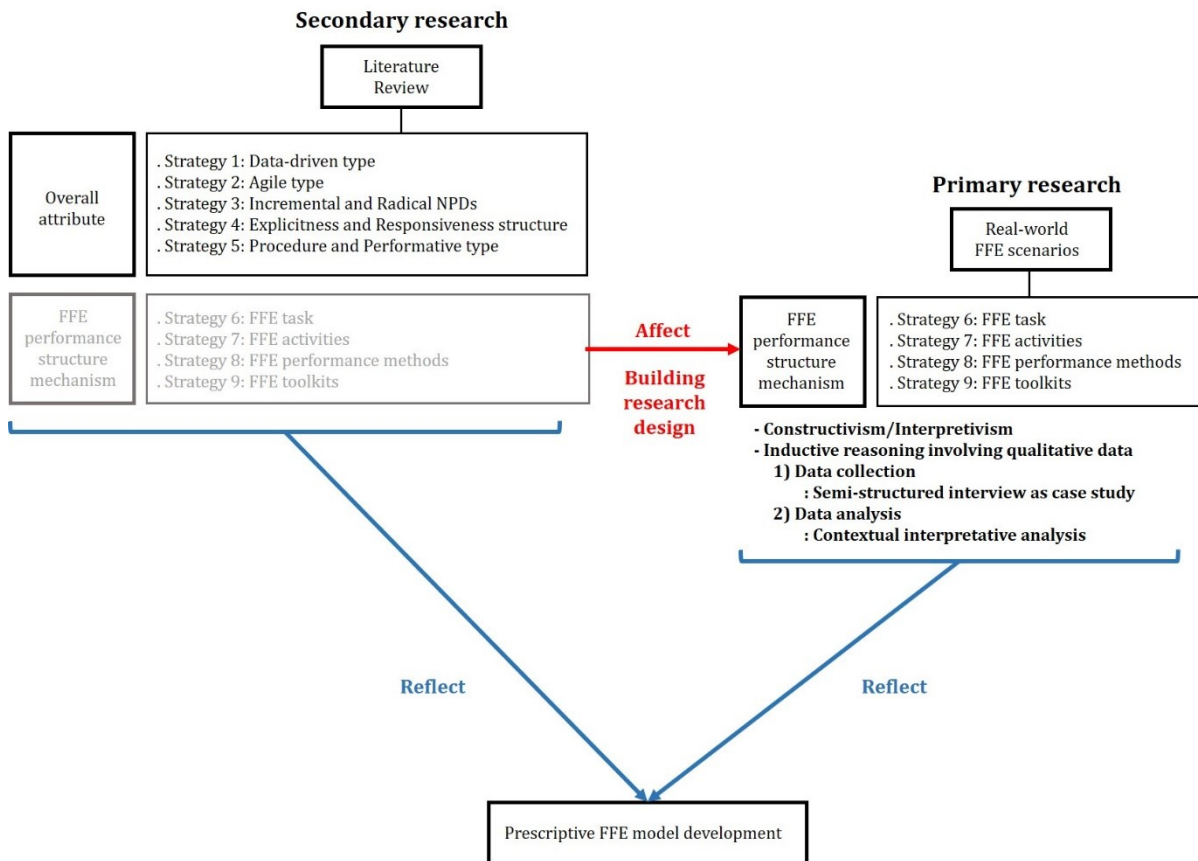 Secondary research
Literature
Review
Overall
attribute
. Strategy 1: Data-driven type
. Strategy 2: Agile type
. Strategy 3: Incremental and Radical NPDs
. Strategy 4: Explicitness and Responsiveness structure
. Strategy 5: Procedure and Performative type
FFE
performance
structure
mechanism
. Strategy 6: FFE task
. Strategy 7: FFE activities
. Strategy 8: FFE performance methods
. Strategy 9: FFE toolkits
Affect
Building
research
design
Primary research
Real-world
FFE scenarios
FFE
performance
structure
mechanism
. Strategy 6: FFE task
. Strategy 7: FFE activities
. Strategy 8: FFE performance methods
. Strategy 9: FFE toolkits
- Constructivism/Interpretivism
- Inductive reasoning involving qualitative data
1) Data collection
: Semi-structured interview as case study
2) Data analysis
: Contextual interpretative analysis
Reflect
Reflect
Prescriptive FFE model development